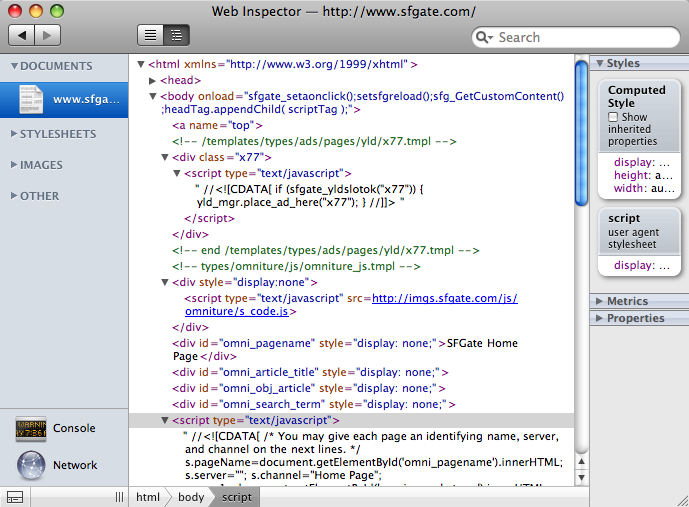 Web Inspector — http://www.sfgate.com/
Search
DOCUMENTS
www.sfga...
STYLESHEETS
IMAGES
OTHER
Console
Network
<html xmlns="http://www.w3.org/1999/xhtml" >
<head>
<body onload="sfgate_setaonclick();setsfgreload();sfg_GetCustomContent()
;headTag.appendChild( scriptTag );">
<a name="top">
<!-- /templates/types/ads/pages/yld/x77.tmpl -->
<div class="x77">
<script type="text/javascript">
" //<![CDATA[ if (sfgate_yldslotok("x77")) {
yld_mgr.place_ad_here("x77"); } //]]> "
</script>
</div>
<!-- end /templates/types/ads/pages/yld/x77.tmpl -->
<!-- types/omniture/js/omniture_js.tmpl -->
<div style="display:none">
<script type="text/javascript" src=http://imgs.sfgate.com/js/
omniture/s_code.js>
</div>
<div id="omni_pagename" style="display: none;">SFGate Home
Page</div>
<div id="omni_article_title" style="display: none;">
<div id="omni_obj_article" style="display: none;">
<div id="omni_search_term" style="display: none;">
<script type="text/javascript">
" //<![CDATA[ /* You may give each page an identifying name, server,
and channel on the next lines. */
s.pageName=document.getElementById('omni_pagename').innerHTML;
s.server=""; s.channel="Home Page";
html
body
script
Styles
Computed
Style
Show
inherited
properties
display: ...
height: a...
width: au...
script
user agent
stylesheet
display: ...
Metrics
Properties